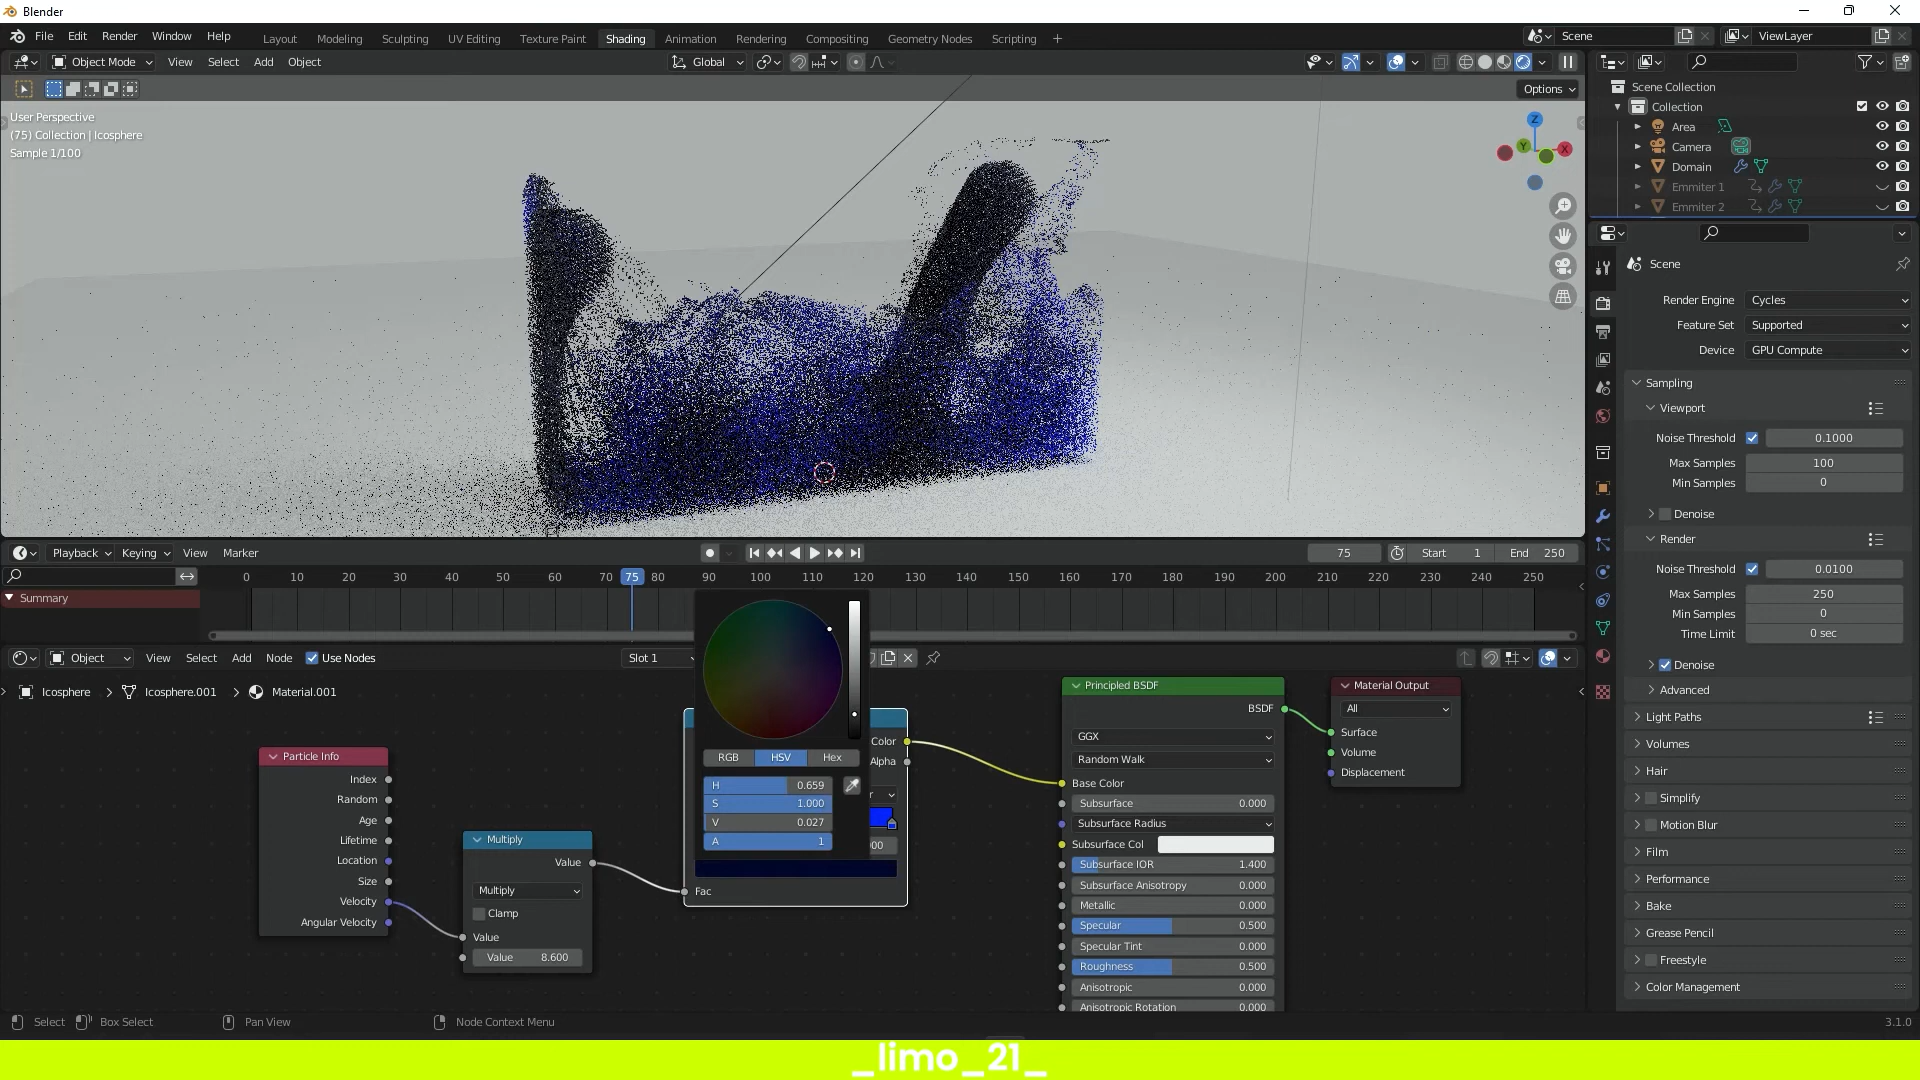 Blender
File Edit Render Window Help
Layout Modeling Sculpting UV Editing Texture Paint Shading Animation Rendering Compositing Geometry Nodes Scripting +
Scene
ViewLayer
Object Mode View Select Add Object
Global
Options
User Perspective
(75) Collection | Icosphere
Sample 1/100
Z
Y
X
Scene Collection
Collection
Area
Camera
Domain
Emmiter 1
Emmiter 2
Scene
Render Engine Cycles
Feature Set Supported
Device GPU Compute
Sampling
Viewport
Noise Threshold 0.1000
Max Samples 100
Min Samples 0
Denoise
Render
Noise Threshold 0.0100
Max Samples 250
Min Samples 0
Time Limit 0 sec
Denoise
Advanced
Light Paths
Volumes
Hair
Simplify
Motion Blur
Film
Performance
Bake
Grease Pencil
Freestyle
Color Management
Playback Keying View Marker
75 Start 1 End 250
0 10 20 30 40 50 60 70 75 80 90 100 110 120 130 140 150 160 170 180 190 200 210 220 230 240 250
Summary
Object View Select Add Node Use Nodes
Slot 1
Icosphere > Icosphere.001 > Material.001
Particle Info
Index
Random
Age
Lifetime
Location
Size
Velocity
Angular Velocity
Multiply
Value
Multiply
Clamp
Value
Value 8.600
RGB HSV Hex
H 0.659
S 1.000
V 0.027
A 1
Color
Alpha
r
00
Fac
Principled BSDF
BSDF
GGX
Random Walk
Base Color
Subsurface 0.000
Subsurface Radius
Subsurface Col
Subsurface IOR 1.400
Subsurface Anisotropy 0.000
Metallic 0.000
Specular 0.500
Specular Tint 0.000
Roughness 0.500
Anisotropic 0.000
Anisotropic Rotation 0.000
Material Output
All
Surface
Volume
Displacement
Select Box Select Pan View Node Context Menu
3.1.0
_limo_21_